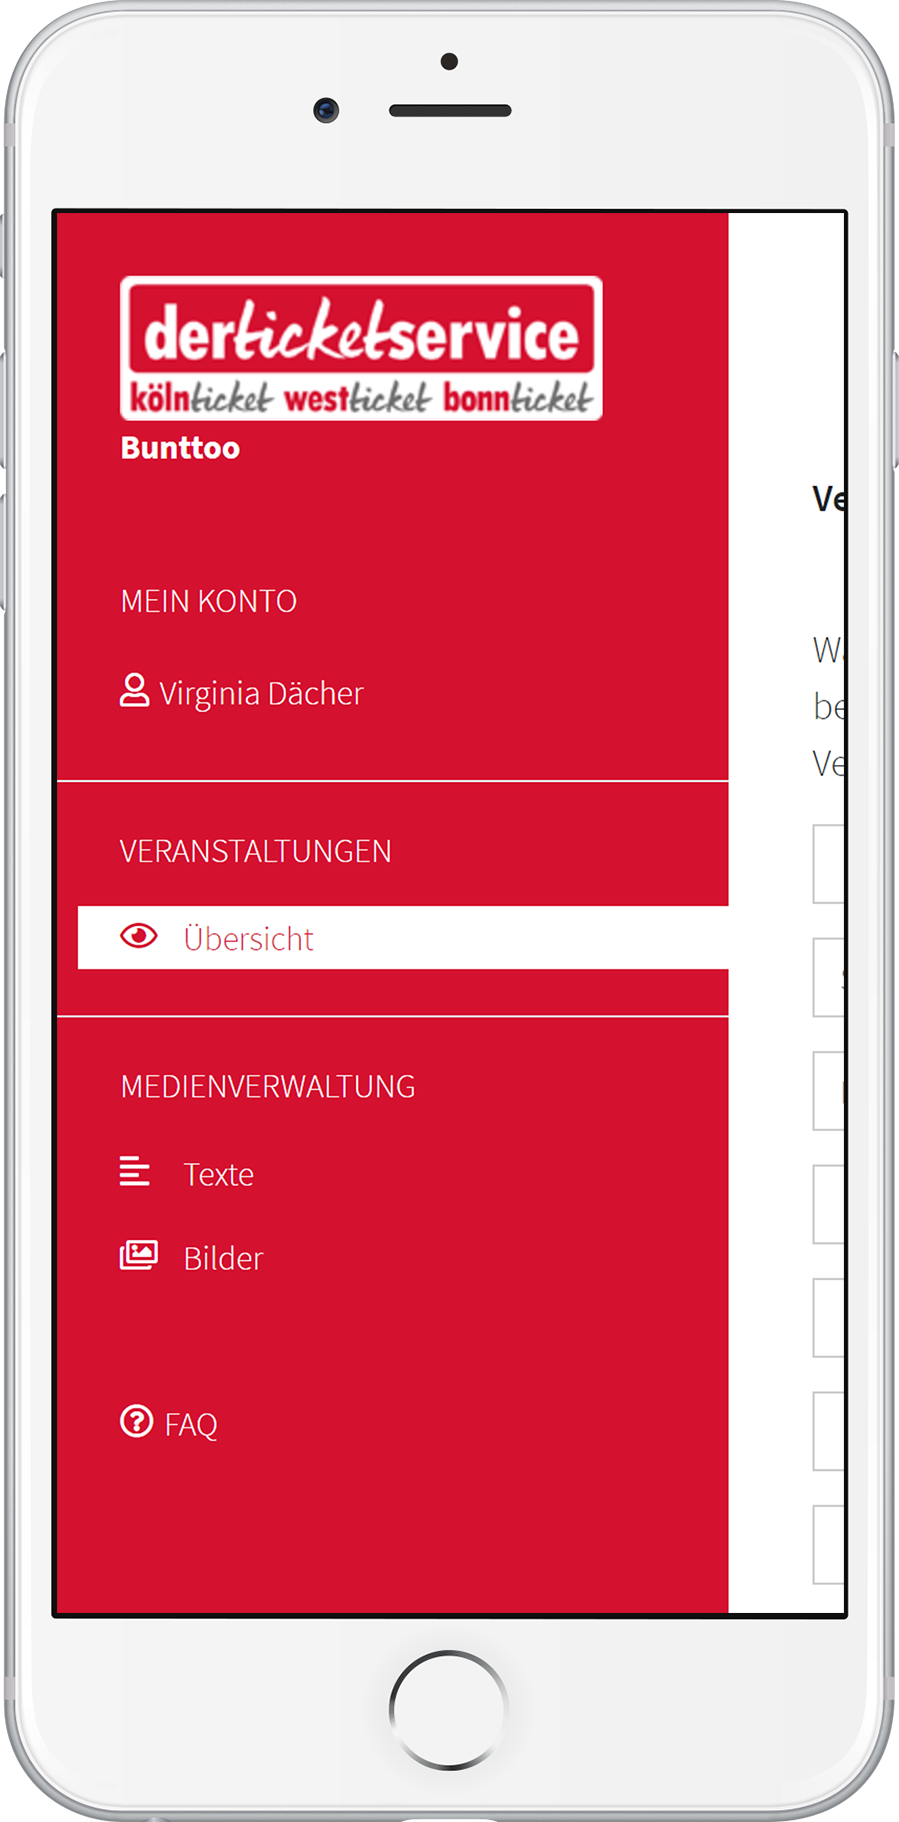 derticketservice
kölnticket westticket bonnticket
Bunttoo
MEIN KONTO
Virginia Dächer
VERANSTALTUNGEN
Übersicht
MEDIENVERWALTUNG
Texte
Bilder
FAQ
Ve
be
Ve